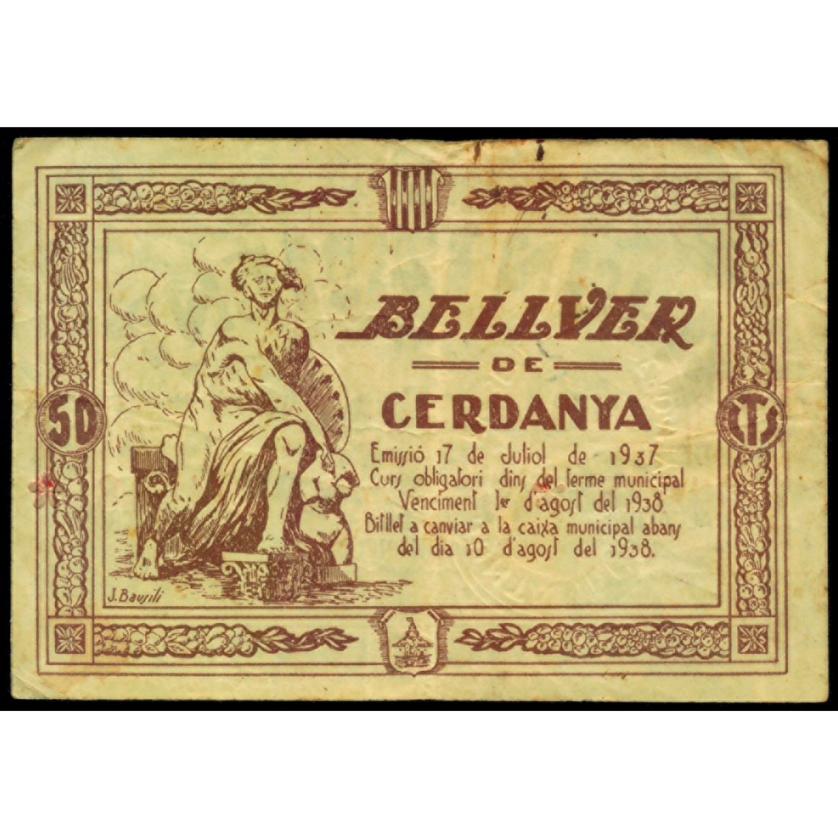 BELLVER
DE
CERDANYA
50
CTS
Emissió 17 de Juliol de 1937
Curs obligatori dins del terme municipal
Venciment 1er d'agost del 1938
Bitllet a canviar a la caixa municipal abans
del dia 10 d'agost del 1938.
J. Bausili